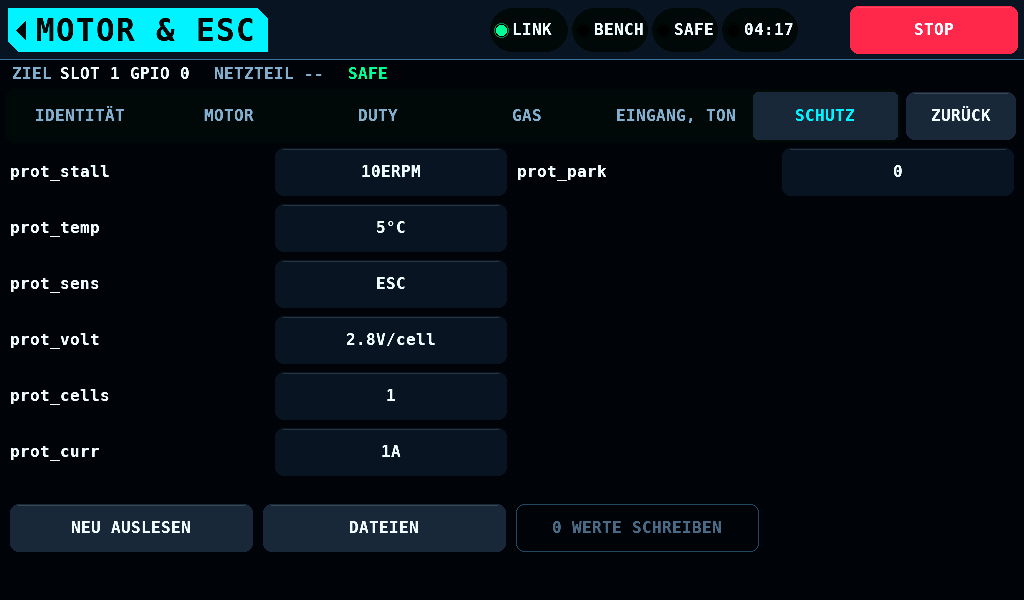 MOTOR & ESC LINK BENCH SAFE 04:17 STOP
ZIEL SLOT 1 GPIO 0 NETZTEIL -- SAFE
IDENTITÄT MOTOR DUTY GAS EINGANG, TON SCHUTZ ZURÜCK
prot_stall 10ERPM prot_park 0
prot_temp 5°C
prot_sens ESC
prot_volt 2.8V/cell
prot_cells 1
prot_curr 1A
NEU AUSLESEN DATEIEN 0 WERTE SCHREIBEN